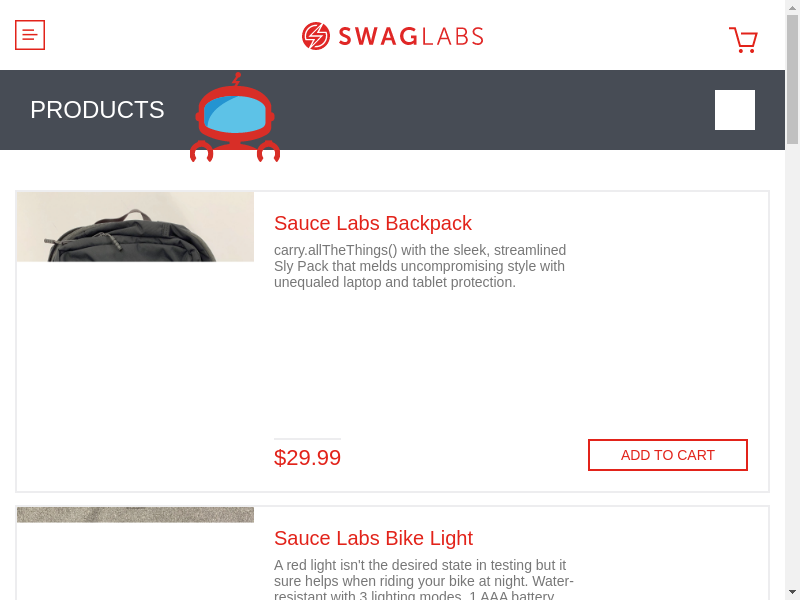 SWAGLABS
PRODUCTS
Sauce Labs Backpack
carry.allTheThings() with the sleek, streamlined
Sly Pack that melds uncompromising style with
unequaled laptop and tablet protection.
$29.99
ADD TO CART
Sauce Labs Bike Light
A red light isn't the desired state in testing but it
sure helps when riding your bike at night. Water-
resistant with 3 lighting modes, 1 AAA battery